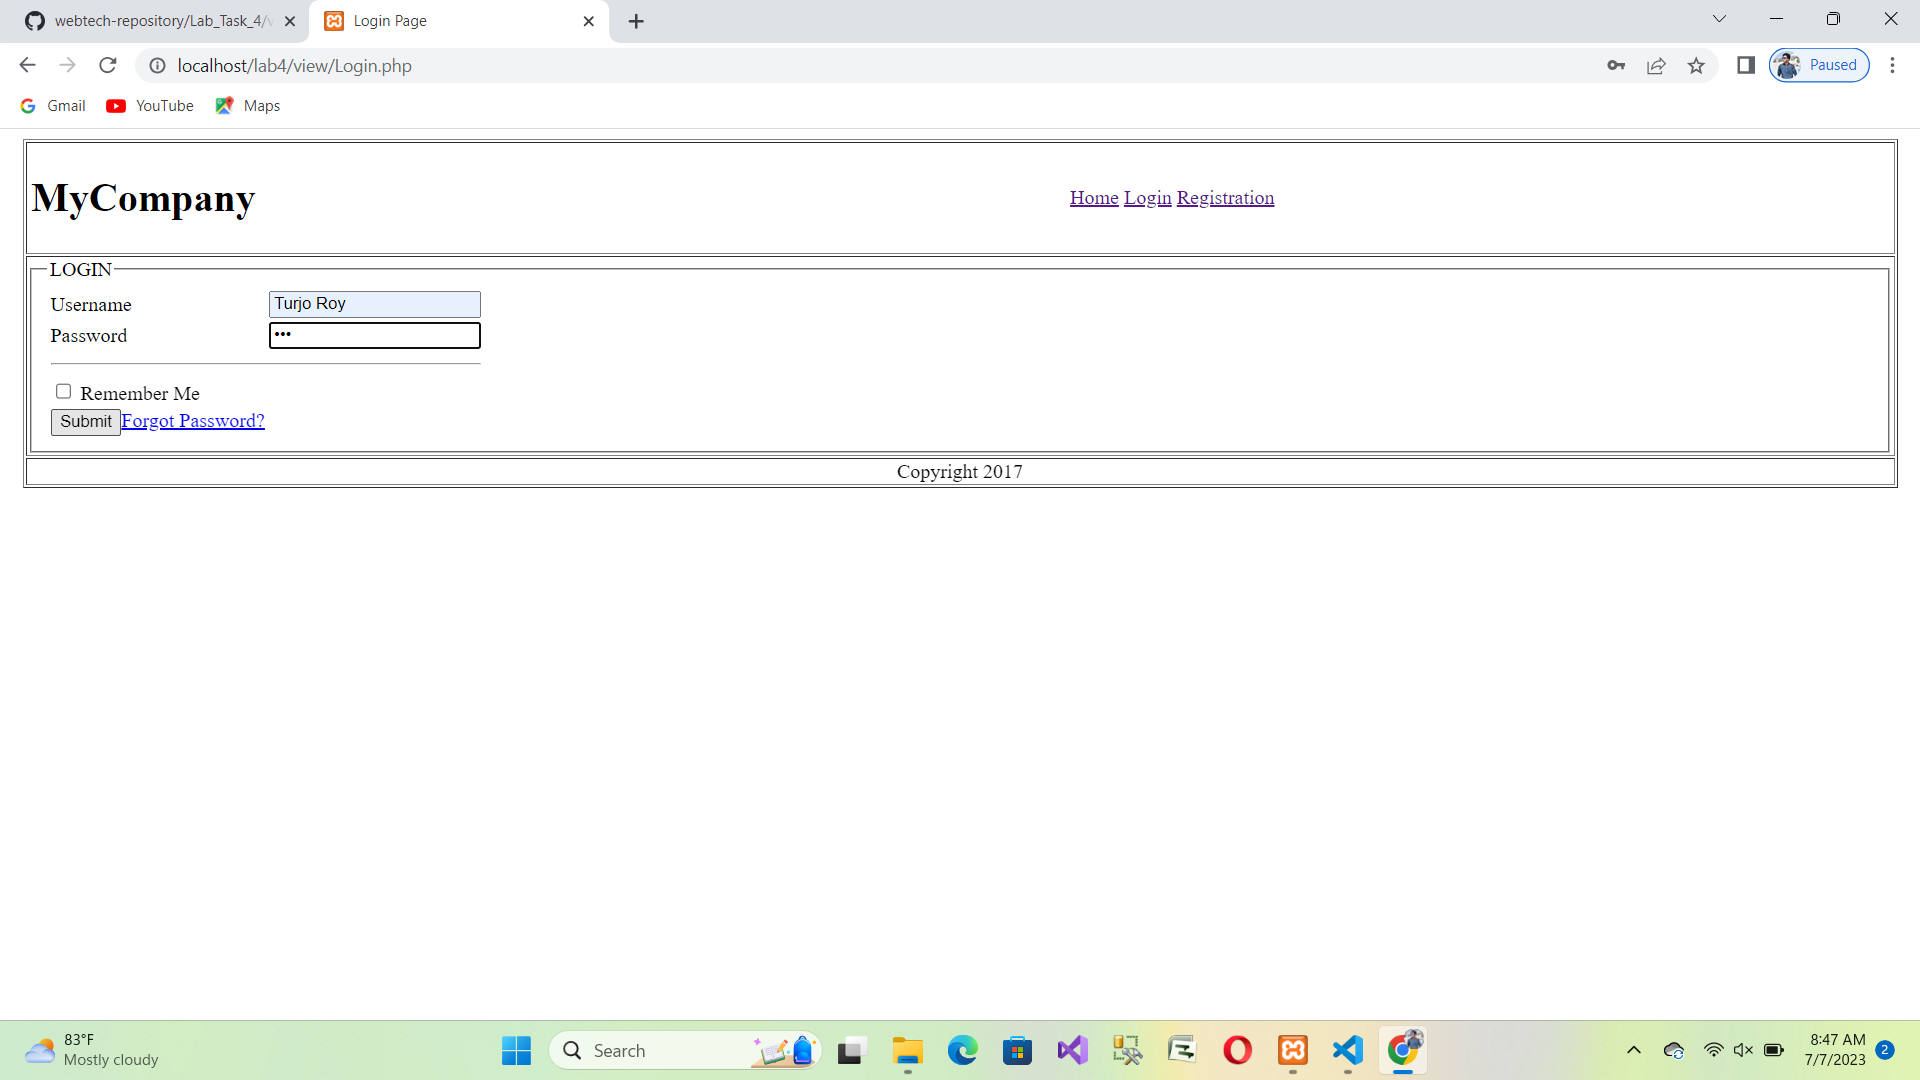 webtech-repository/Lab_Task_4/v
Login Page
localhost/lab4/view/Login.php
Paused
Gmail
YouTube
Maps
MyCompany
Home Login Registration
LOGIN
Username
Turjo Roy
Password
•••
Remember Me
Submit Forgot Password?
Copyright 2017
83°F
Mostly cloudy
Search
8:47 AM
7/7/2023
2